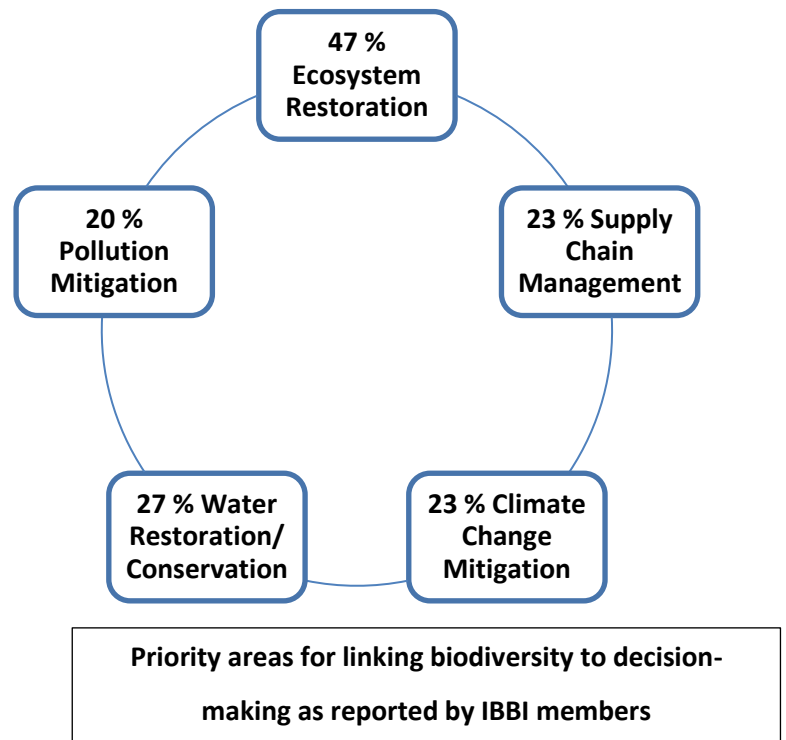 47 %
Ecosystem
Restoration
20 %
Pollution
Mitigation
23 % Supply
Chain
Management
27 % Water
Restoration/
Conservation
23 % Climate
Change
Mitigation
Priority areas for linking biodiversity to decision-
making as reported by IBBI members